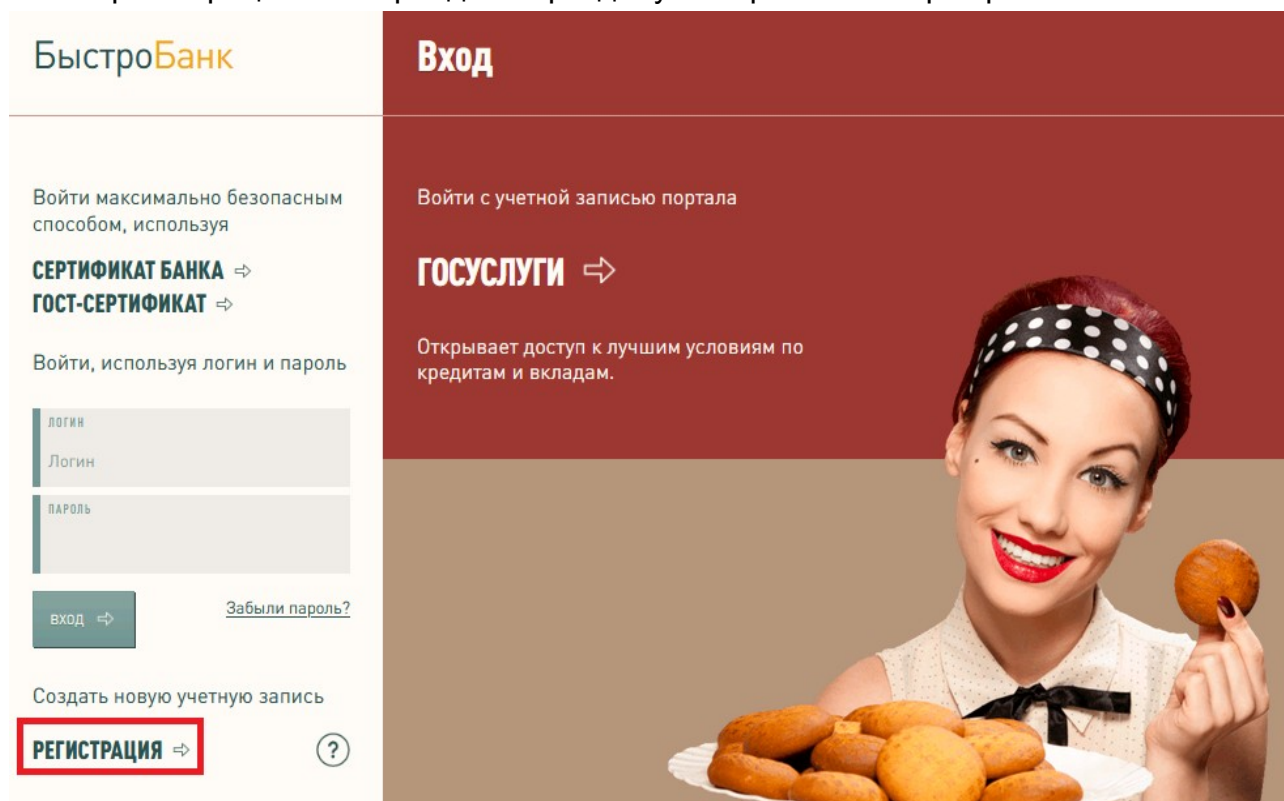 БыстроБанк
Вход
Войти максимально безопасным
способом, используя
СЕРТИФИКАТ БАНКА ⇨
ГОСТ-СЕРТИФИКАТ ⇨
Войти, используя логин и пароль
ЛОГИН
Логин
ПАРОЛЬ
ВХОД ⇨
Забыли пароль?
Создать новую учетную запись
РЕГИСТРАЦИЯ ⇨
?
Войти с учетной записью портала
ГОСУСЛУГИ ⇨
Открывает доступ к лучшим условиям по
кредитам и вкладам.